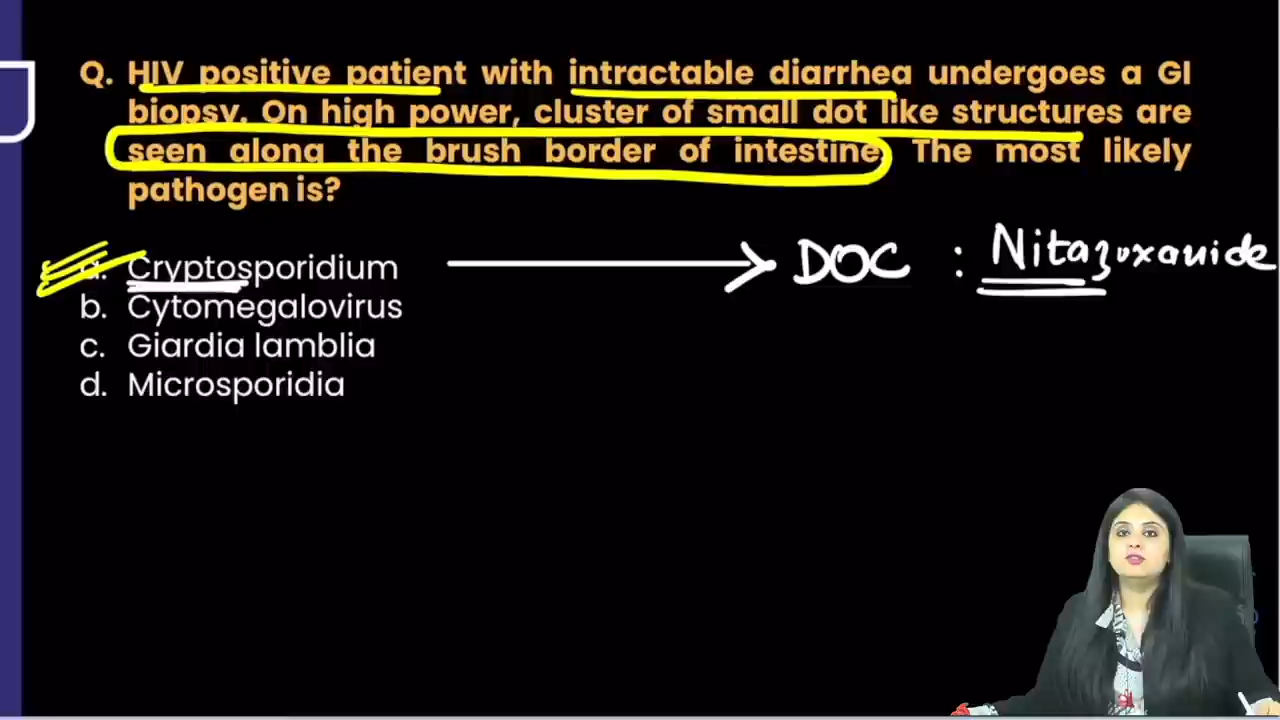 Q. HIV positive patient with intractable diarrhea undergoes a GI
biopsy. On high power, cluster of small dot like structures are
seen along the brush border of intestine. The most likely
pathogen is?
a. Cryptosporidium → DOC : Nitazoxanide
b. Cytomegalovirus
c. Giardia lamblia
d. Microsporidia